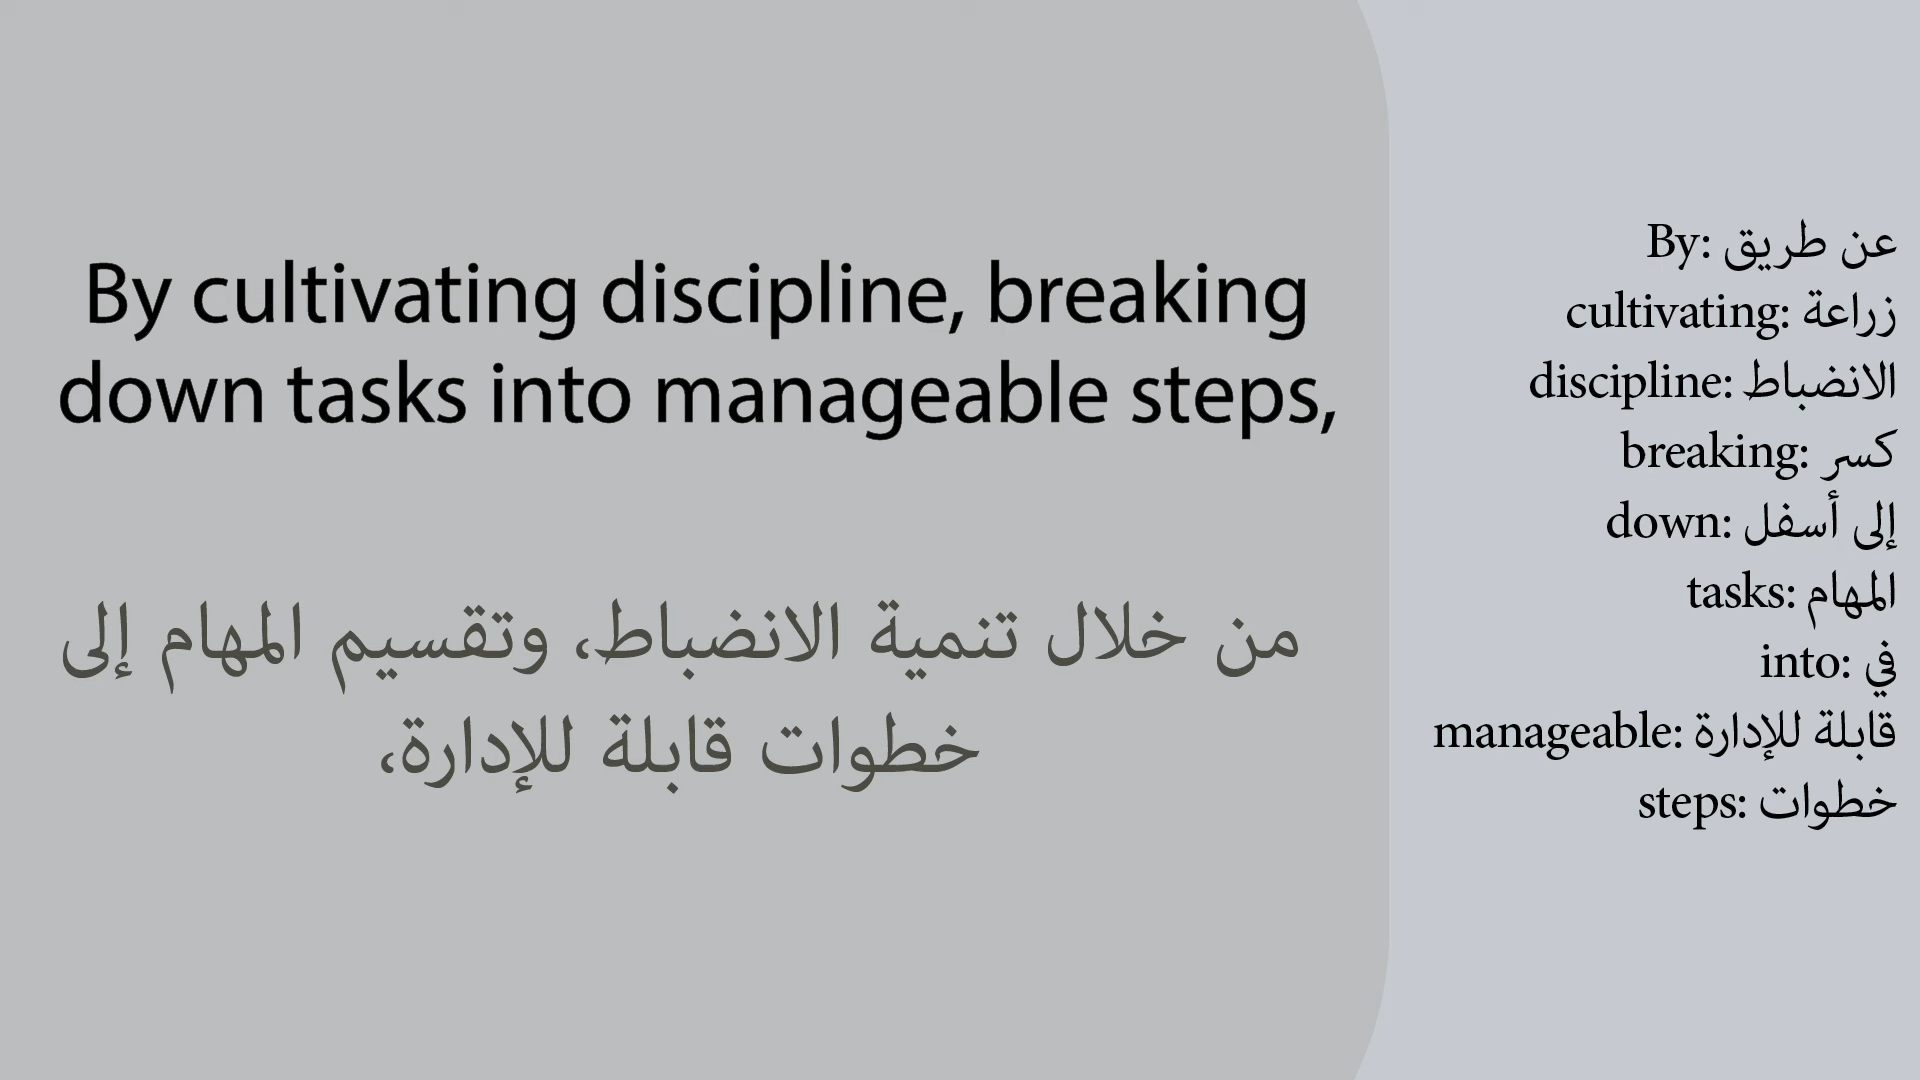 By cultivating discipline, breaking
down tasks into manageable steps,
من خلال تنمية الانضباط، وتقسيم المهام إلى
خطوات قابلة للإدارة،
By: عن طريق
cultivating: زراعة
discipline: الانضباط
breaking: كسر
down: إلى أسفل
tasks: المهام
into: في
manageable: قابلة للإدارة
steps: خطوات